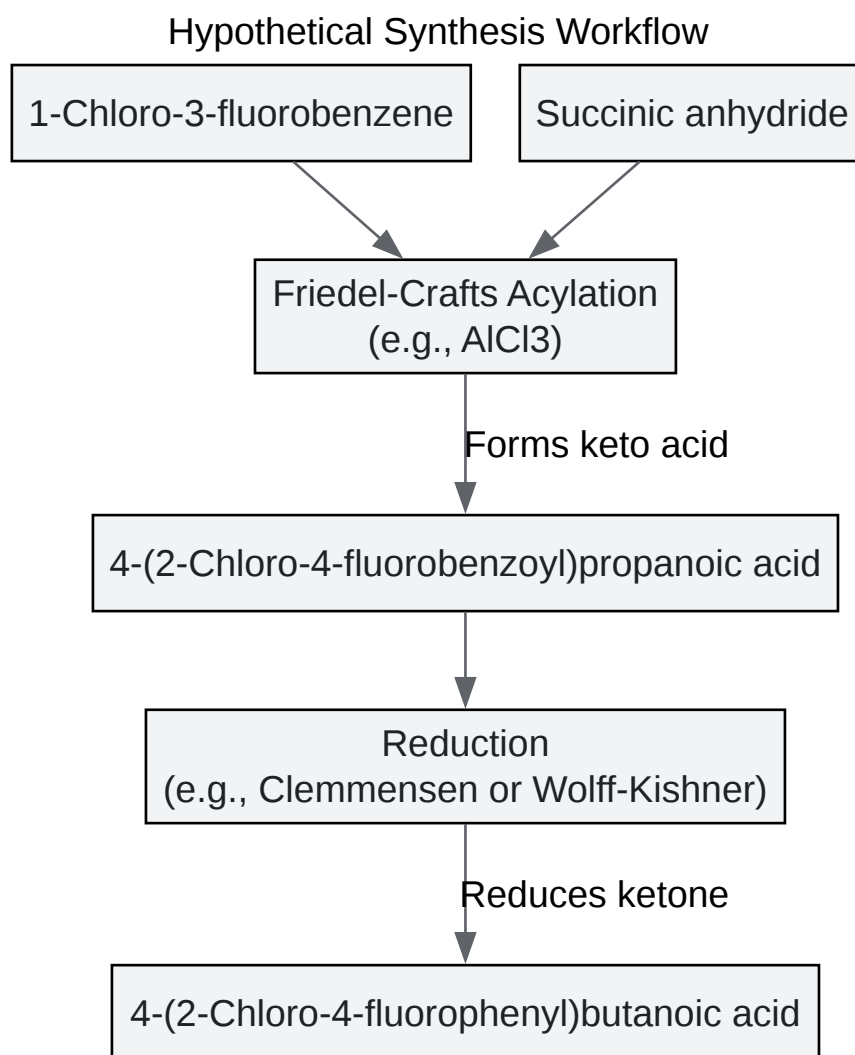 Hypothetical Synthesis Workflow
1-Chloro-3-fluorobenzene
Succinic anhydride
Friedel-Crafts Acylation
(e.g., AlCl3)
Forms keto acid
4-(2-Chloro-4-fluorobenzoyl)propanoic acid
Reduction
(e.g., Clemmensen or Wolff-Kishner)
Reduces ketone
4-(2-Chloro-4-fluorophenyl)butanoic acid